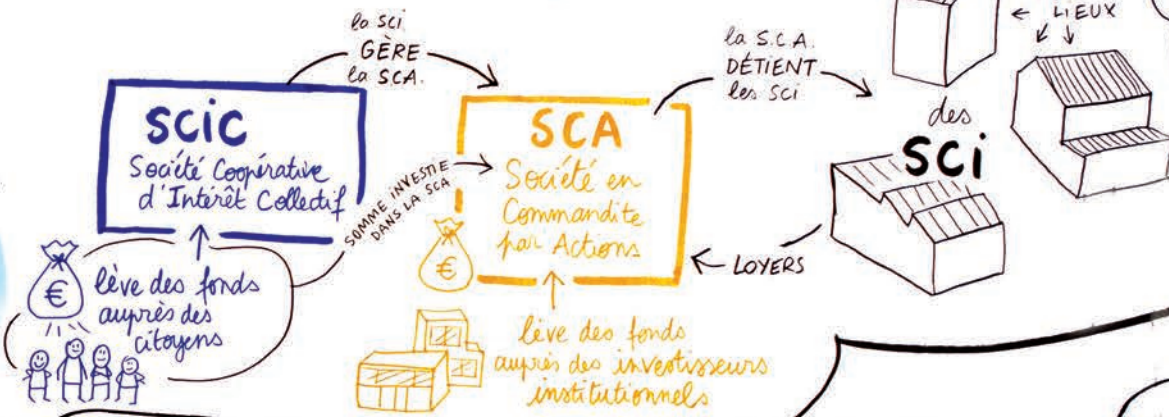 la SCI
GÈRE
la SCA.
SCIC
Société Coopérative
d'Intérêt Collectif
€
lève des fonds
auprès des
citoyens
SOMME INVESTIE
DANS LA SCA
SCA
Société en
Commandite
par Actions
€
lève des fonds
auprès des investisseurs
institutionnels
la S.C.A.
DÉTIENT
les SCI
← LIEUX
des
SCI
← LOYERS